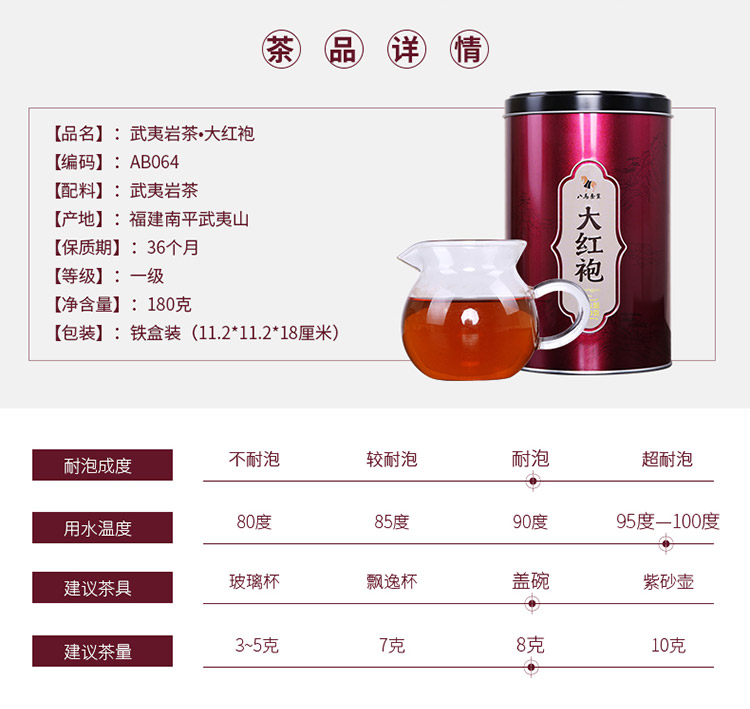 茶品详情
【品名】：武夷岩茶•大红袍
【编码】：AB064
【配料】：武夷岩茶
【产地】：福建南平武夷山
【保质期】：36个月
【等级】：一级
【净含量】：180克
【包装】：铁盒装（11.2*11.2*18厘米）
八马茶业
大红袍
耐泡成度 不耐泡 较耐泡 耐泡 超耐泡
用水温度 80度 85度 90度 95度—100度
建议茶具 玻璃杯 飘逸杯 盖碗 紫砂壶
建议茶量 3~5克 7克 8克 10克